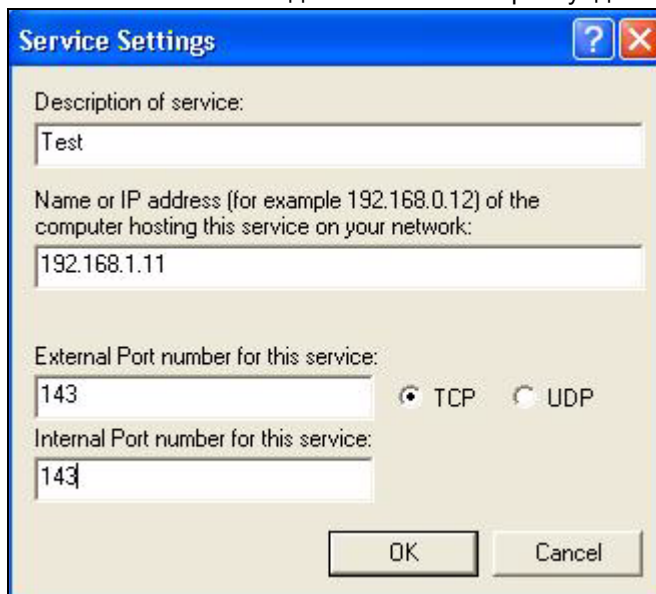 Service Settings
Description of service:
Test
Name or IP address (for example 192.168.0.12) of the
computer hosting this service on your network:
192.168.1.11
External Port number for this service:
143
TCP
UDP
Internal Port number for this service:
143
OK
Cancel